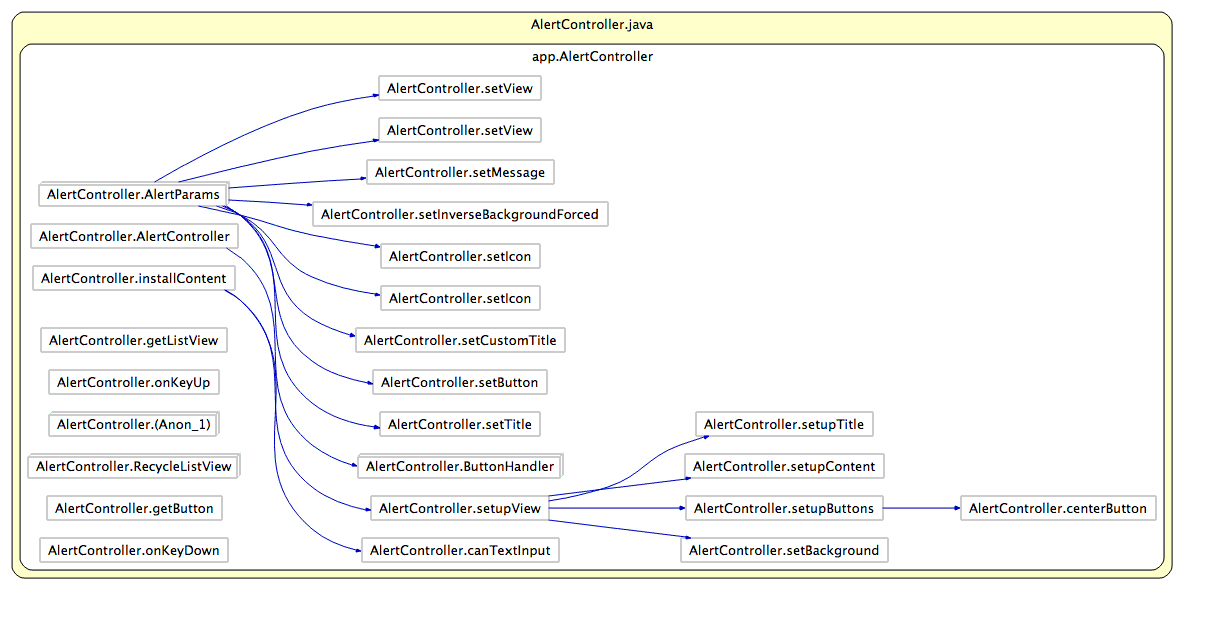 AlertController.java
app.AlertController
AlertController.setView
AlertController.setView
AlertController.setMessage
AlertController.AlertParams
AlertController.setInverseBackgroundForced
AlertController.AlertController
AlertController.setIcon
AlertController.installContent
AlertController.setIcon
AlertController.getListView
AlertController.setCustomTitle
AlertController.onKeyUp
AlertController.setButton
AlertController.(Anon_1)
AlertController.setTitle
AlertController.setupTitle
AlertController.RecycleListView
AlertController.ButtonHandler
AlertController.setupContent
AlertController.getButton
AlertController.setupView
AlertController.setupButtons
AlertController.centerButton
AlertController.onKeyDown
AlertController.canTextInput
AlertController.setBackground